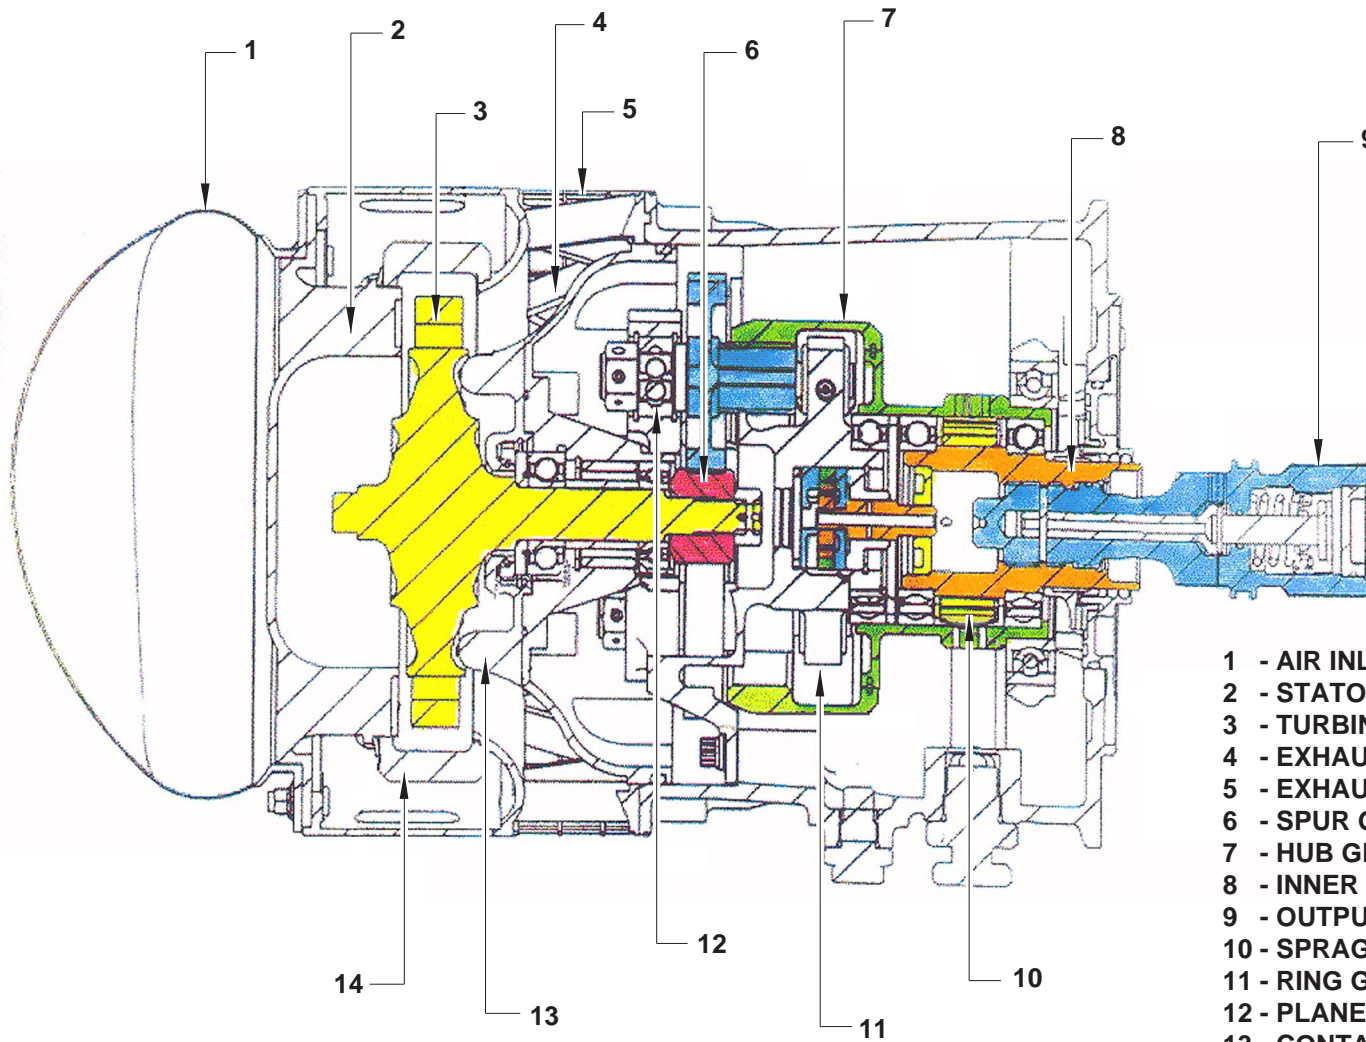 1
2
3
4
5
6
7
8
9
10
11
12
13
14
1 - AIR INL
2 - STATO
3 - TURBIN
4 - EXHAU
5 - EXHAU
6 - SPUR
7 - HUB
8 - INNER
9 - OUTPU
10 - SPRAG
11 - RING G
12 - PLANE
13 - CONTA